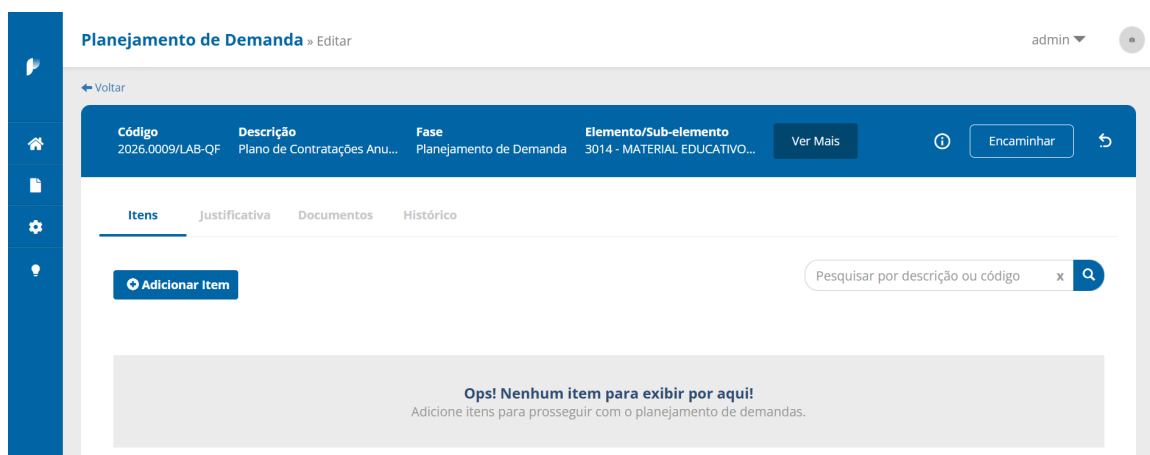 Planejamento de Demanda » Editar
admin
Voltar
Código Descrição Fase Elemento/Sub-elemento
2026.0009/LAB-QF Plano de Contratações Anu... Planejamento de Demanda 3014 - MATERIAL EDUCATIVO...
Ver Mais
Encaminhar
Itens Justificativa Documentos Histórico
Adicionar Item
Pesquisar por descrição ou código x
Ops! Nenhum item para exibir por aqui!
Adicione itens para prosseguir com o planejamento de demandas.